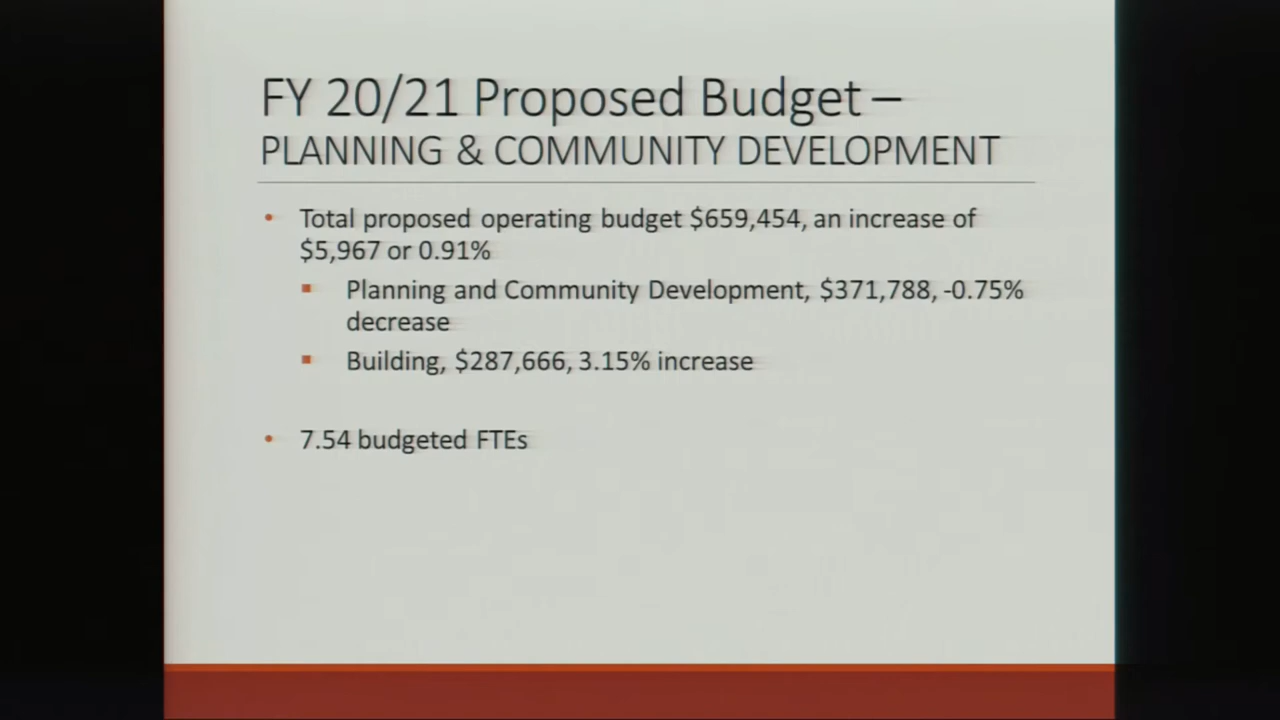 FY 20/21 Proposed Budget –
PLANNING & COMMUNITY DEVELOPMENT
• Total proposed operating budget $659,454, an increase of
$5,967 or 0.91%
▪ Planning and Community Development, $371,788, -0.75%
decrease
▪ Building, $287,666, 3.15% increase
• 7.54 budgeted FTEs